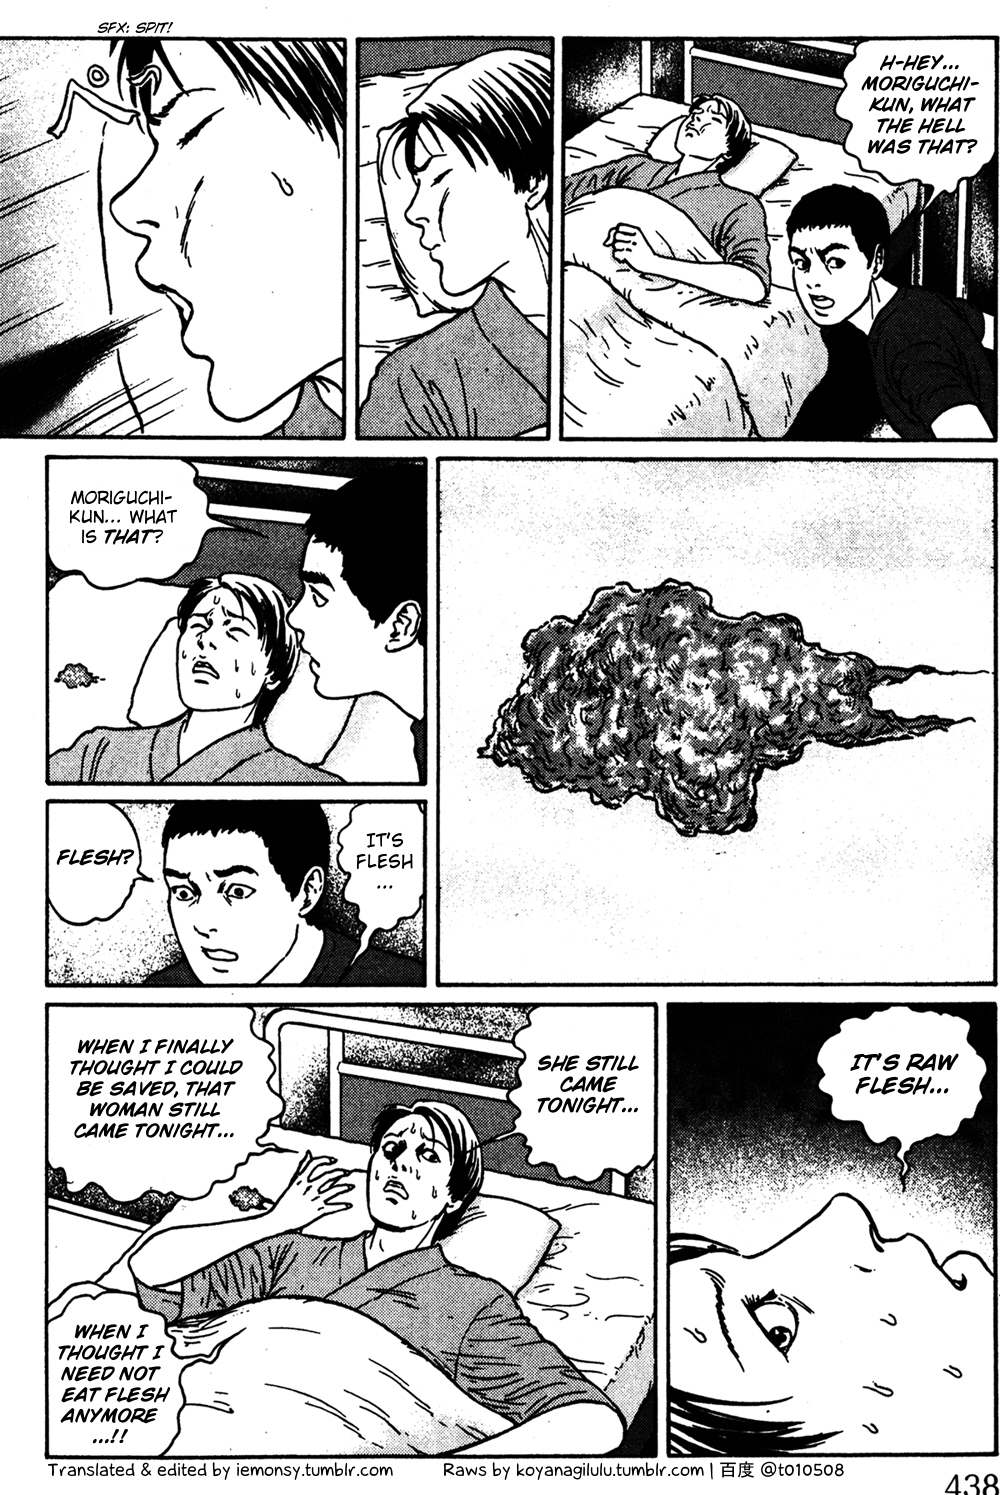 SFX: SPIT!
H-HEY...
MORIGUCHI-
KUN, WHAT
THE HELL
WAS THAT?
MORIGUCHI-
KUN... WHAT
IS THAT?
FLESH?
IT'S
FLESH
...
WHEN I FINALLY
THOUGHT I COULD
BE SAVED, THAT
WOMAN STILL
CAME TONIGHT...
SHE STILL
CAME
TONIGHT...
WHEN I
THOUGHT I
NEED NOT
EAT FLESH
ANYMORE
...!!
IT'S RAW
FLESH...
Translated & edited by iemonsy.tumblr.com
Raws by koyanagilulu.tumblr.com | 百度 @t010508
438